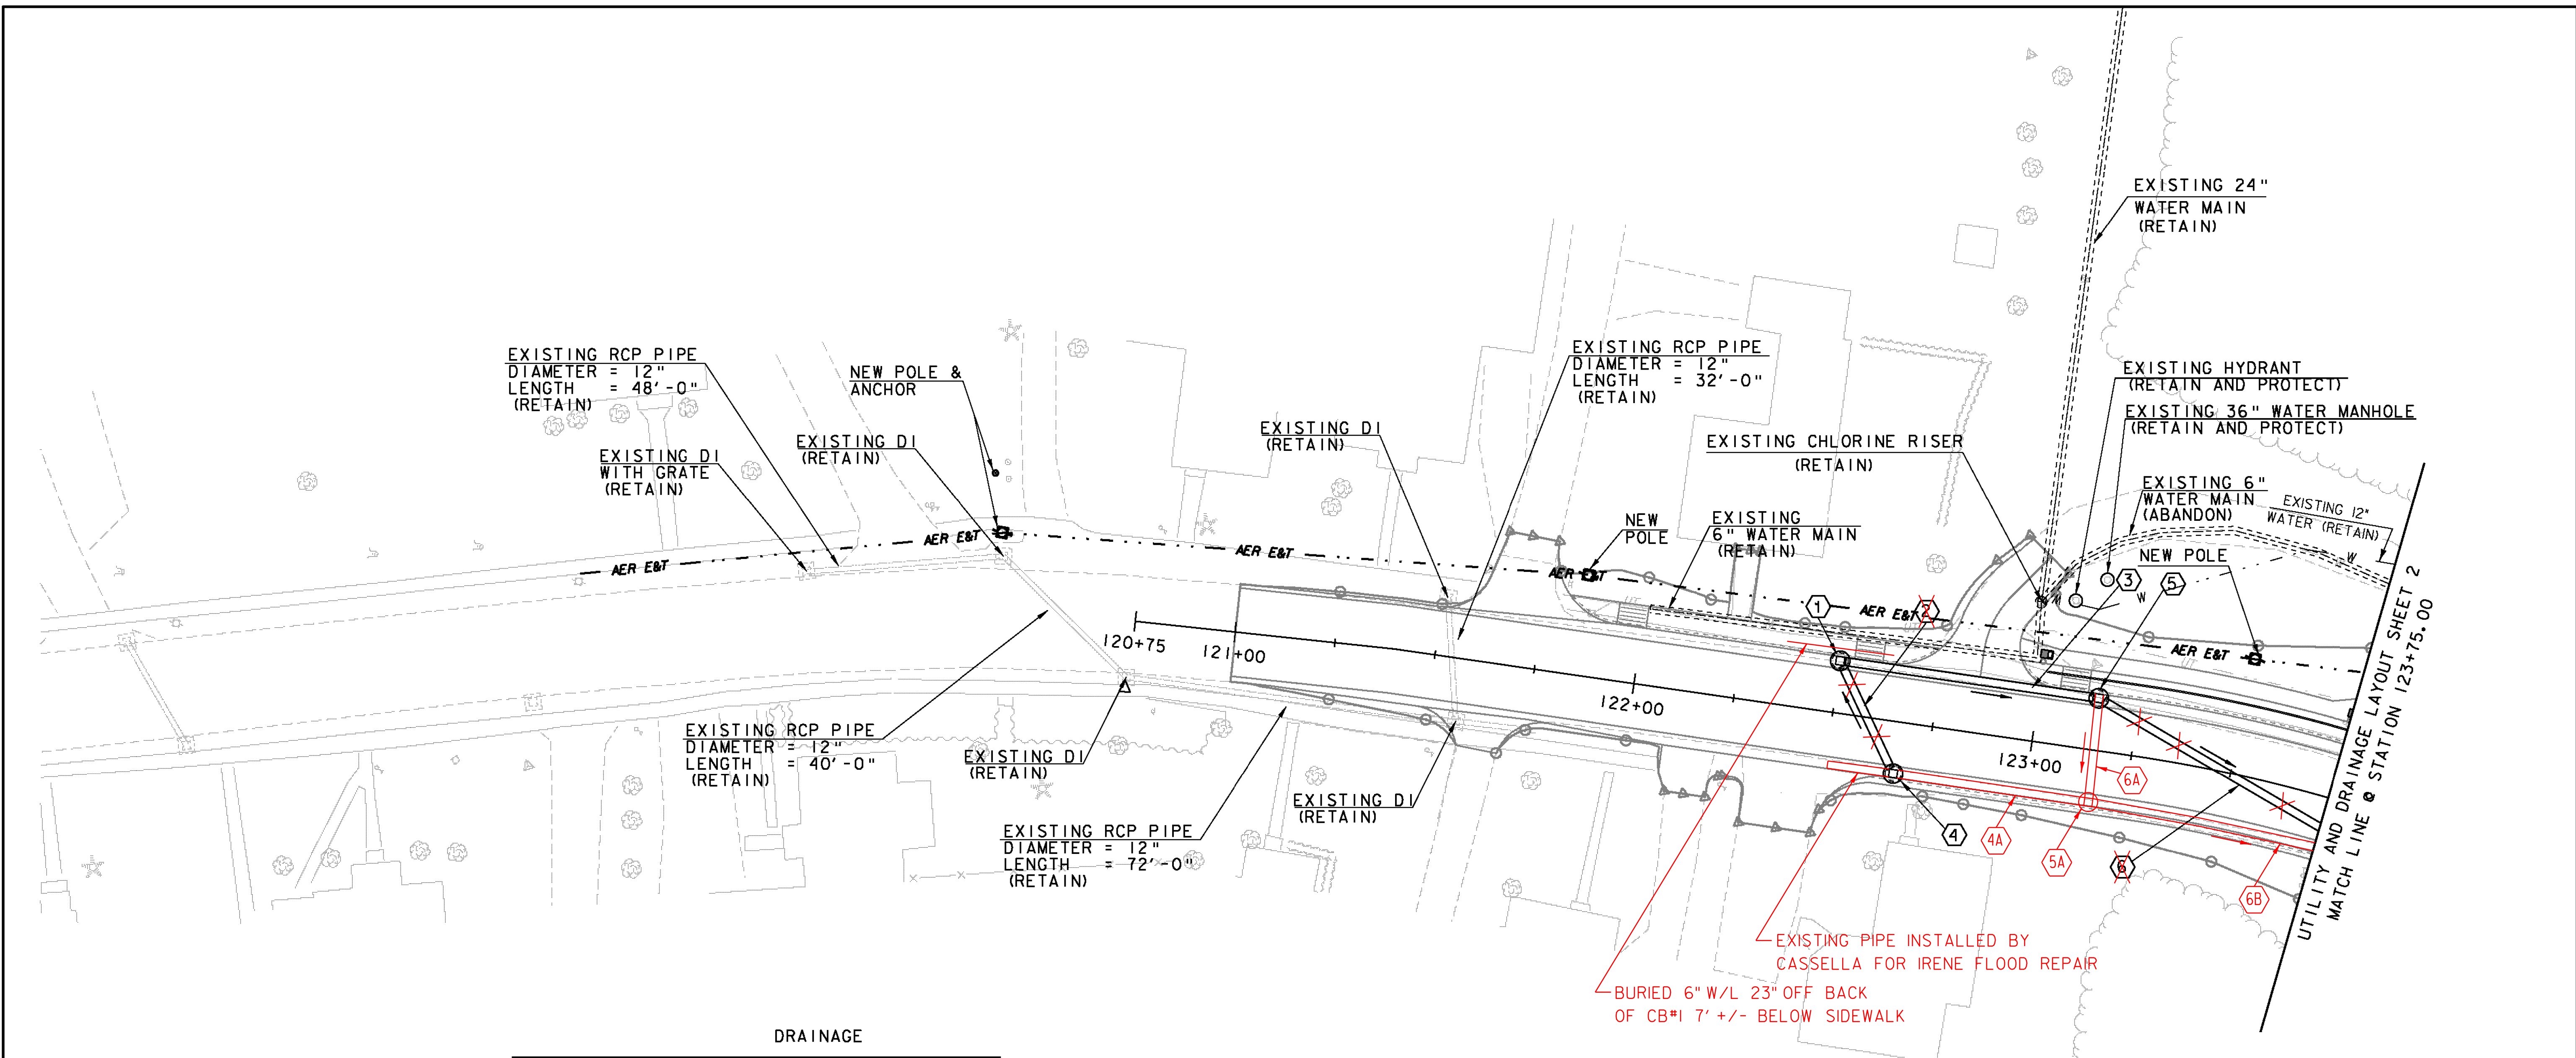 EXISTING 24"
WATER MAIN
(RETAIN)
EXISTING RCP PIPE
DIAMETER = 12"
LENGTH = 48'-0"
(RETAIN)
NEW POLE &
ANCHOR
EXISTING DI
WITH GRATE
(RETAIN)
EXISTING DI
(RETAIN)
EXISTING DI
(RETAIN)
EXISTING RCP PIPE
DIAMETER = 12"
LENGTH = 32'-0"
(RETAIN)
EXISTING CHLORINE RISER
(RETAIN)
EXISTING HYDRANT
(RETAIN AND PROTECT)
EXISTING 36" WATER MANHOLE
(RETAIN AND PROTECT)
EXISTING 6"
WATER MAIN
(ABANDON)
EXISTING 12"
WATER (RETAIN)
NEW POLE
NEW
POLE
EXISTING
6" WATER MAIN
(RETAIN)
AER E&T
AER E&T
AER E&T
AER E&T
AER E&T
AER E&T
W
W
1
2
3
5
120+75
121+00
122+00
123+00
EXISTING RCP PIPE
DIAMETER = 12"
LENGTH = 40'-0"
(RETAIN)
EXISTING DI
(RETAIN)
EXISTING RCP PIPE
DIAMETER = 12"
LENGTH = 72'-0"
(RETAIN)
EXISTING DI
(RETAIN)
4
4A
5A
6A
6
6B
UTILITY AND DRAINAGE LAYOUT SHEET 2
MATCH LINE @ STATION 123+75.00
EXISTING PIPE INSTALLED BY
CASSELLA FOR IRENE FLOOD REPAIR
BURIED 6" W/L 23" OFF BACK
OF CB#1 7' +/- BELOW SIDEWALK
DRAINAGE